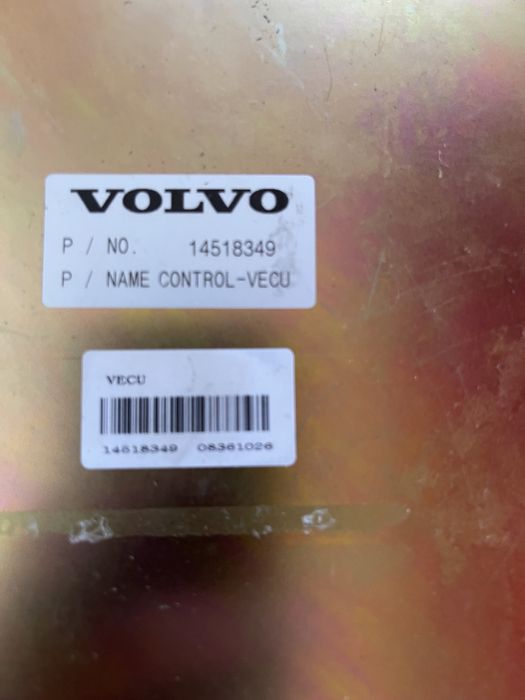 VOLVO
P / NO. 14518349
P / NAME CONTROL-VECU
VECU
14518349 08361026